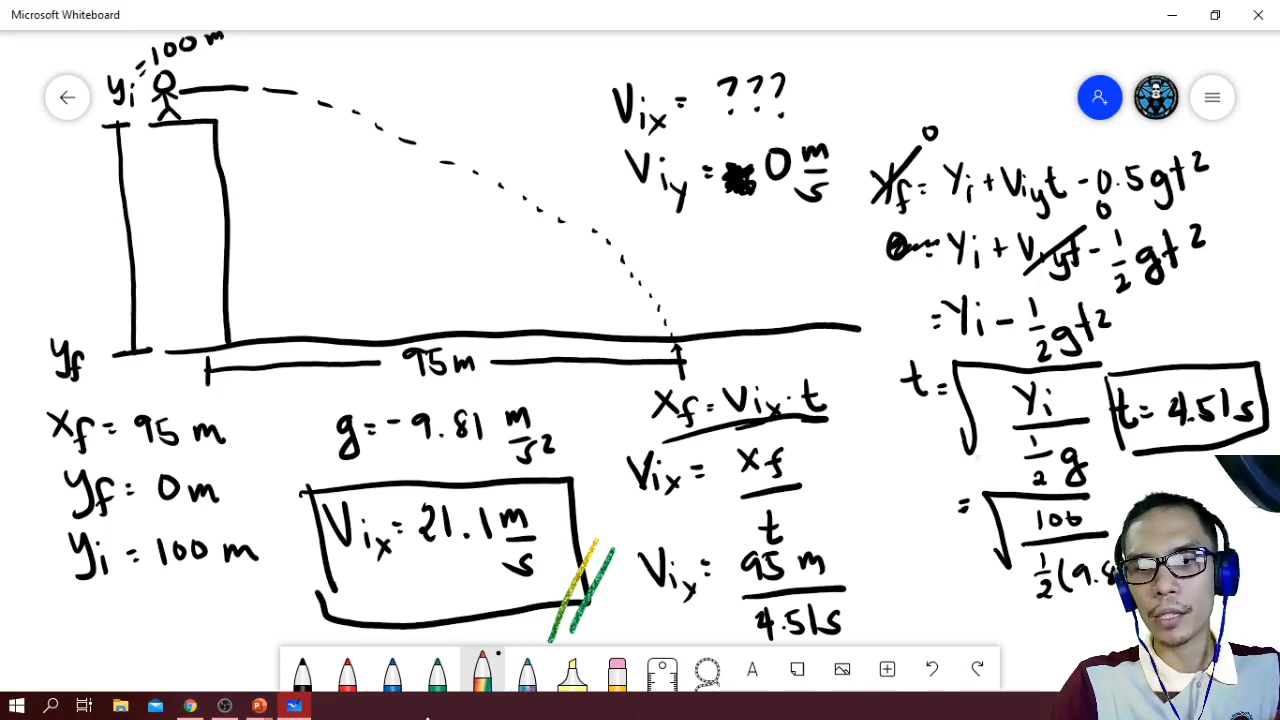 Microsoft Whiteboard
yi = 100 m
Vix = ???
Viy = 0 m/s
yf
95 m
xf = 95 m
yf = 0 m
yi = 100 m
g = -9.81 m/s²
Vix = 21.1 m/s
xf = Vix · t
Vix = xf/t
Vix = 95 m/4.51s
0
yf = yi + Viyt - 0.5gt²
0
= yi + Viyt - 1/2 gt²
= yi - 1/2 gt²
t = √ yi / 1/2 g
t = 4.51s
= √ 100 / 1/2 (9.8
A